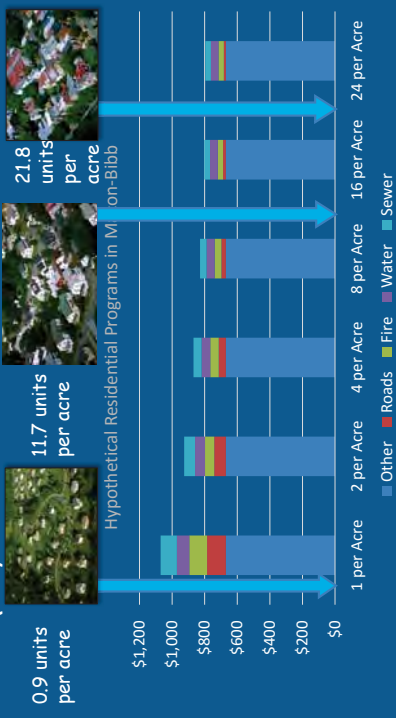 0.9 units
per acre
11.7 units
per acre
21.8
units
per
acre
Hypothetical Residential Programs in M on-Bibb
$1,200
$1,000
$800
$600
$400
$200
$0
1 per Acre
2 per Acre
4 per Acre
8 per Acre
16 per Acre
24 per Acre
Other Roads Fire Water Sewer